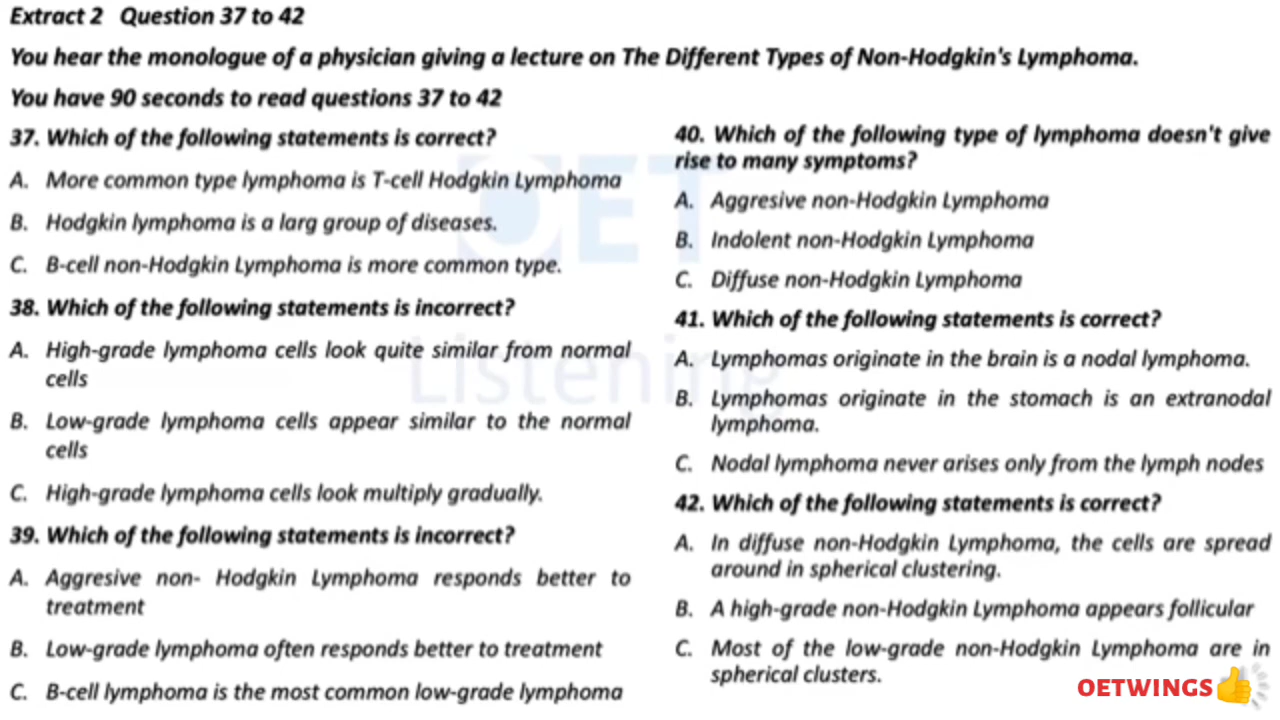 Extract 2 Question 37 to 42
You hear the monologue of a physician giving a lecture on The Different Types of Non-Hodgkin's Lymphoma.
You have 90 seconds to read questions 37 to 42
37. Which of the following statements is correct?
A. More common type lymphoma is T-cell Hodgkin Lymphoma
B. Hodgkin lymphoma is a larg group of diseases.
C. B-cell non-Hodgkin Lymphoma is more common type.
38. Which of the following statements is incorrect?
A. High-grade lymphoma cells look quite similar from normal
cells
B. Low-grade lymphoma cells appear similar to the normal
cells
C. High-grade lymphoma cells look multiply gradually.
39. Which of the following statements is incorrect?
A. Aggresive non- Hodgkin Lymphoma responds better to
treatment
B. Low-grade lymphoma often responds better to treatment
C. B-cell lymphoma is the most common low-grade lymphoma
40. Which of the following type of lymphoma doesn't give
rise to many symptoms?
A. Aggresive non-Hodgkin Lymphoma
B. Indolent non-Hodgkin Lymphoma
C. Diffuse non-Hodgkin Lymphoma
41. Which of the following statements is correct?
A. Lymphomas originate in the brain is a nodal lymphoma.
B. Lymphomas originate in the stomach is an extranodal
lymphoma.
C. Nodal lymphoma never arises only from the lymph nodes
42. Which of the following statements is correct?
A. In diffuse non-Hodgkin Lymphoma, the cells are spread
around in spherical clustering.
B. A high-grade non-Hodgkin Lymphoma appears follicular
C. Most of the low-grade non-Hodgkin Lymphoma are in
spherical clusters.
OET
Listening
OETWINGS